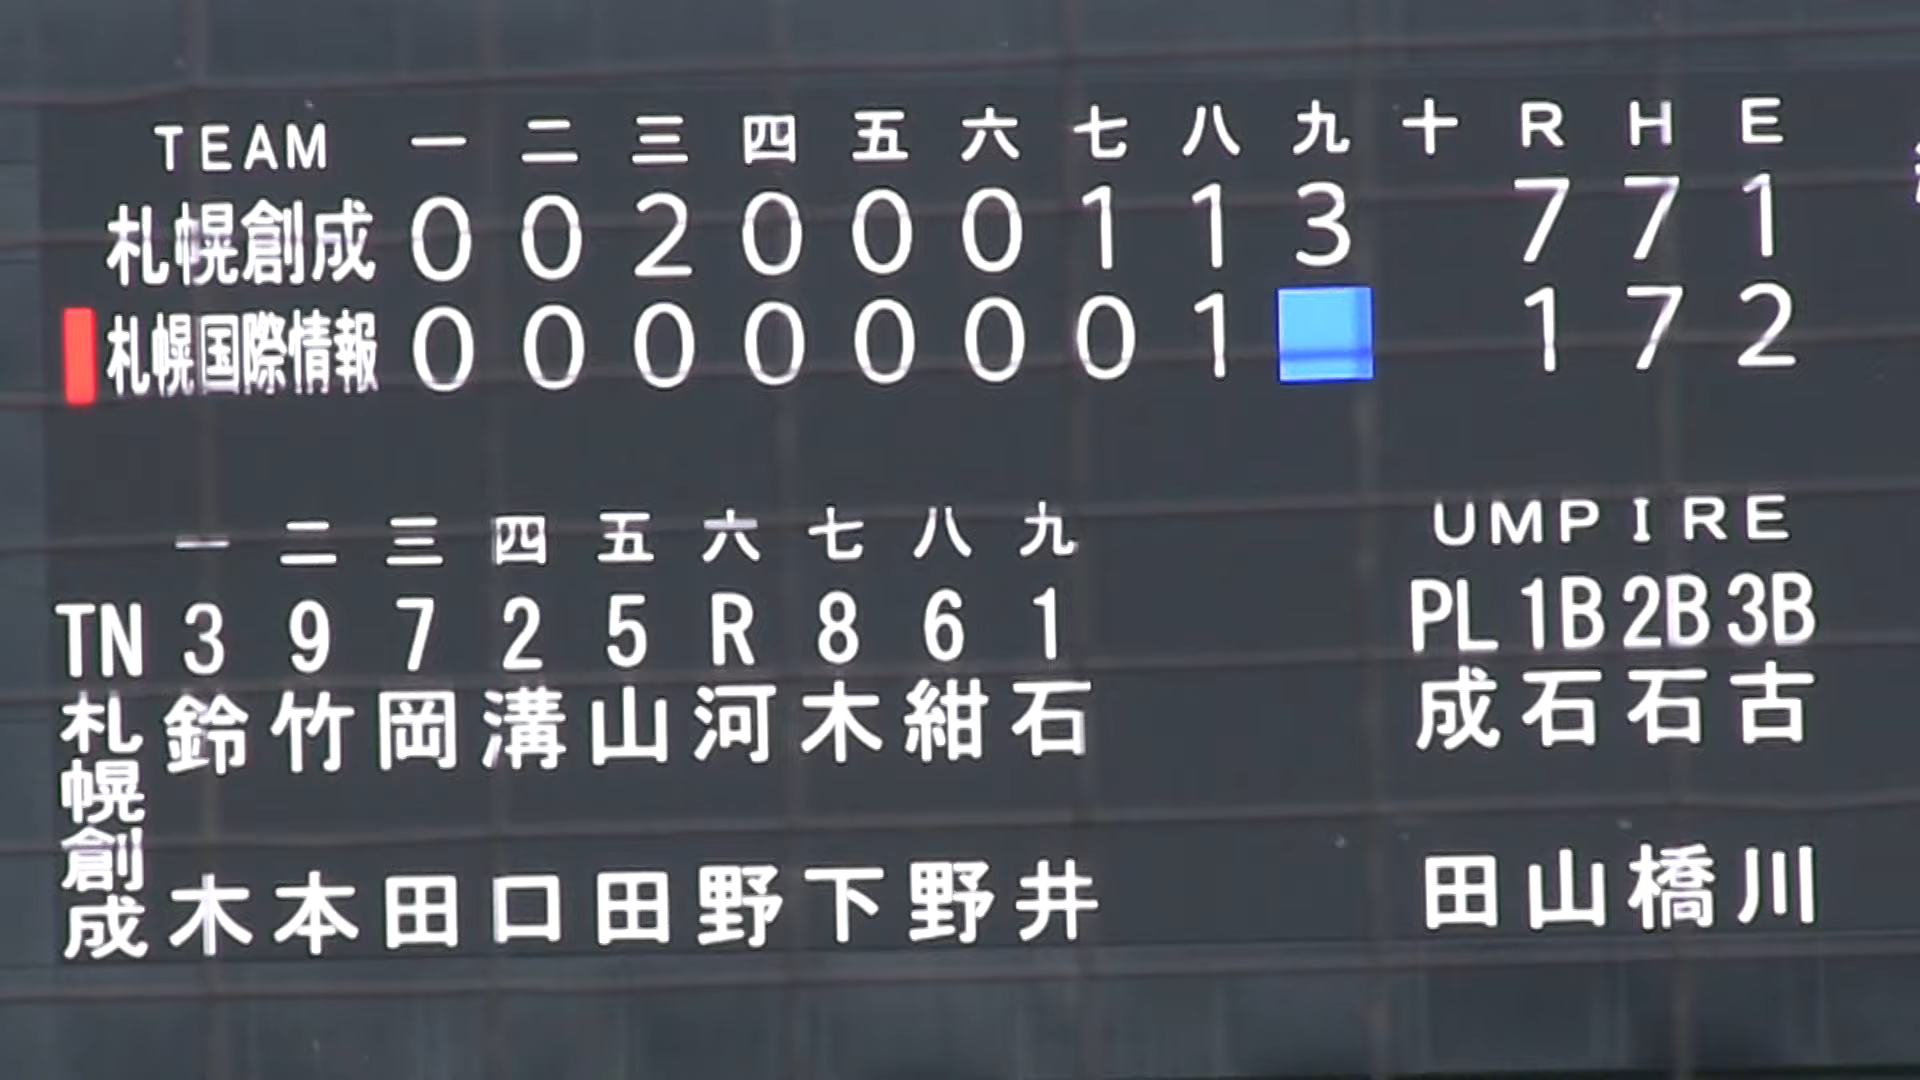 TEAM 一 二 三 四 五 六 七 八 九 十 R H E
札幌創成 0 0 2 0 0 0 1 1 3 7 7 1
札幌国際情報 0 0 0 0 0 0 0 1 1 7 2
一 二 三 四 五 六 七 八 九
TN 3 9 7 2 5 R 8 6 1
札幌創成 鈴木 竹本 岡田 溝口 山田 河野 木下 紺野 石井
UMPIRE
PL 1B 2B 3B
成田 石山 石橋 古川